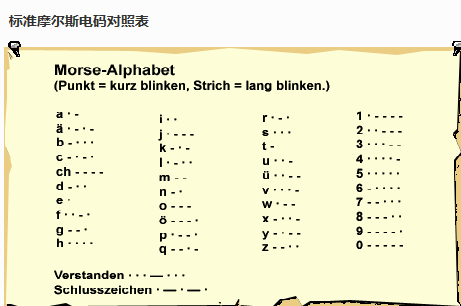 标准摩尔斯电码对照表
Morse-Alphabet
(Punkt = kurz blinken, Strich = lang blinken.)
a · -
ä · - · -
b - · · ·
c - · - ·
ch - - - -
d - · ·
e ·
f · · - ·
g - - ·
h · · · ·
i · ·
j · - - -
k - · -
l · - · ·
m - -
n - ·
o - - -
ö - - - ·
p · - - ·
q - - · -
r · - ·
s · · ·
t -
u · · -
ü · · - -
v · · · -
w · - -
x - · · -
y - · - -
z - - · ·
1 · - - - -
2 · · - - -
3 · · · - -
4 · · · · -
5 · · · · ·
6 - · · · ·
7 - - · · ·
8 - - - · ·
9 - - - - ·
0 - - - - -
Verstanden · · · — · · ·
Schlusszeichen · — · — ·